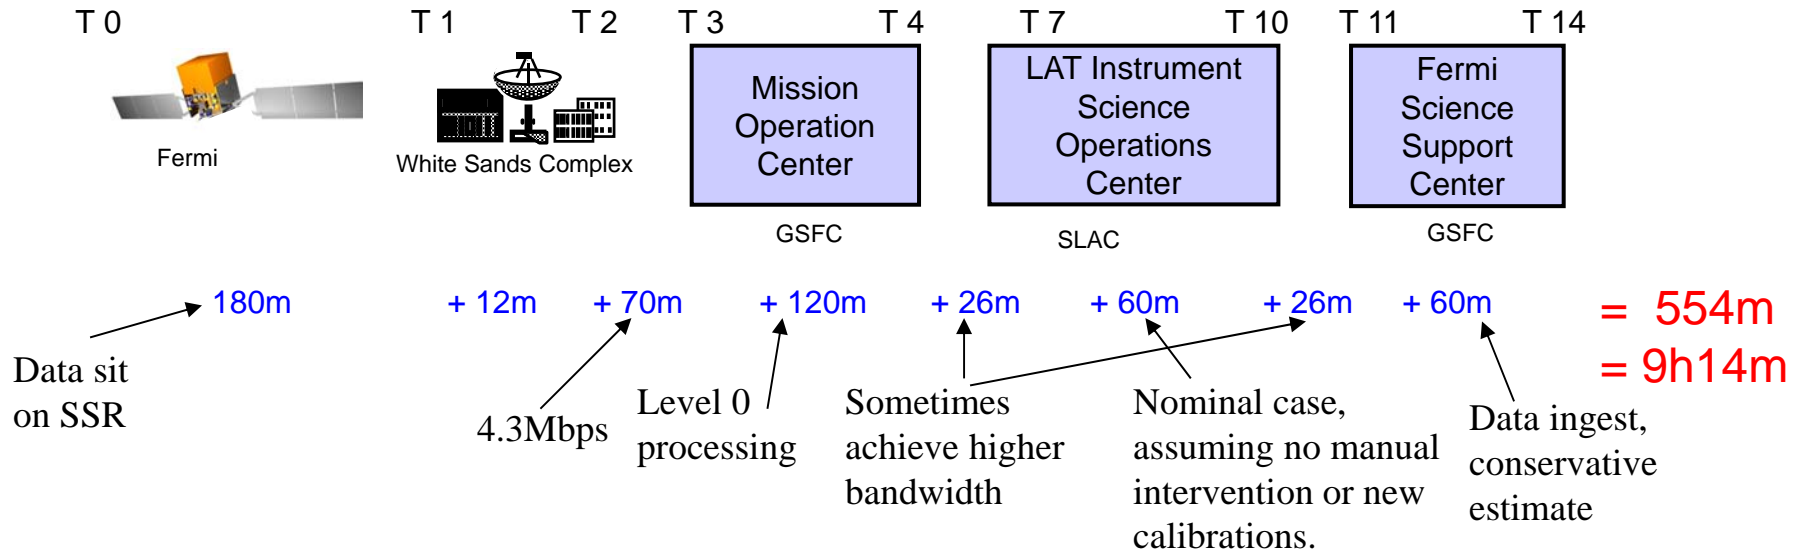 T 0 T 1 T 2 T 3 T 4 T 7 T 10 T 11 T 14
Fermi
White Sands Complex
Mission
Operation
Center
GSFC
LAT Instrument
Science
Operations
Center
SLAC
Fermi
Science
Support
Center
GSFC
180m + 12m + 70m + 120m + 26m + 60m + 26m + 60m = 554m
= 9h14m
Data sit
on SSR
4.3Mbps
Level 0
processing
Sometimes
achieve higher
bandwidth
Nominal case,
assuming no manual
intervention or new
calibrations.
Data ingest,
conservative
estimate